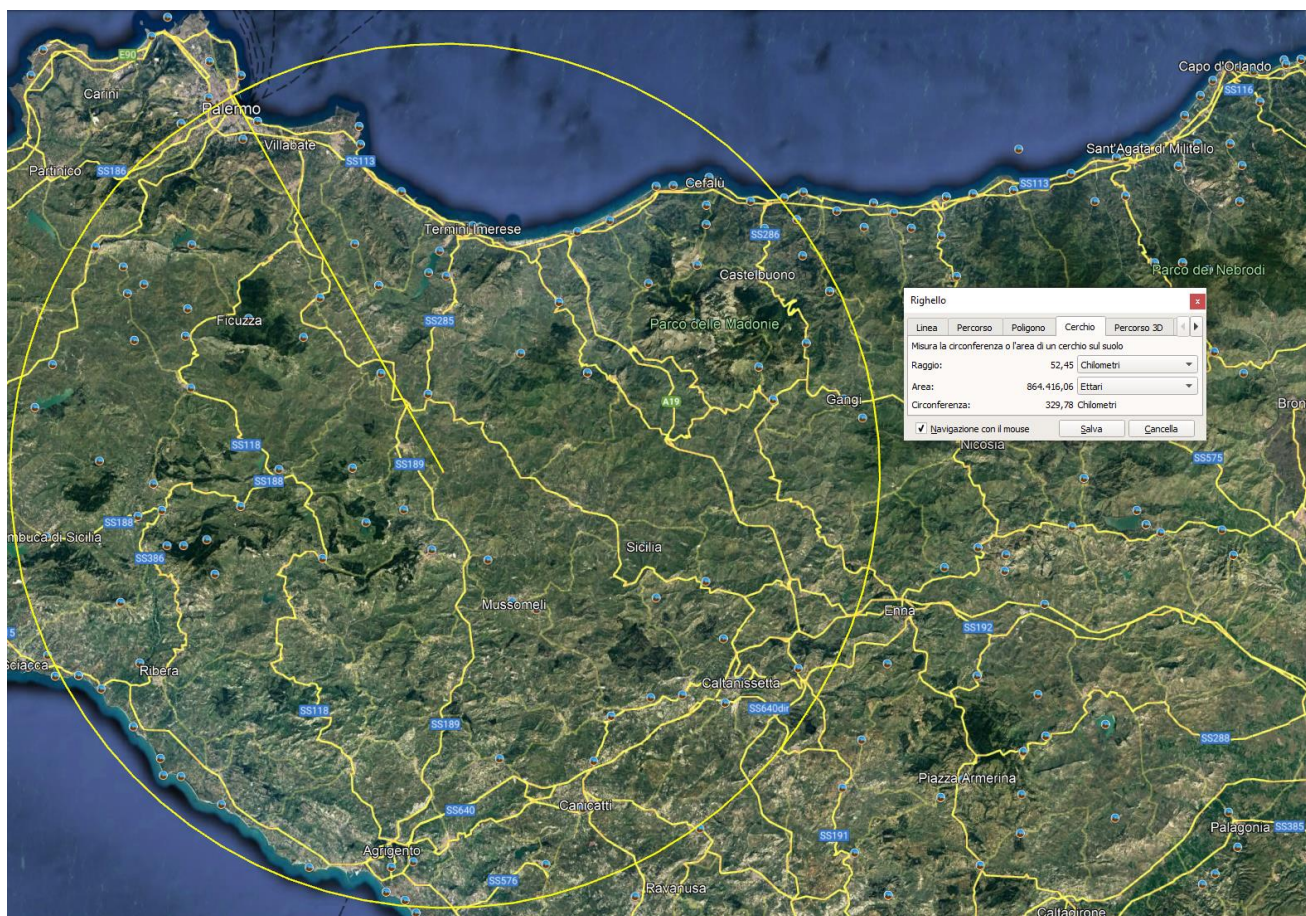 Capo d'Orlando
SS116
E90
Carini
Palermo
Villabate
SS113
Sant'Agata di Militello
Partinico
SS186
Cefalù
SS113
Termini Imerese
SS286
Castelbuono
Parco dei Nebrodi
Ficuzza
SS285
Parco delle Madonie
Righello
x
Linea Percorso Poligono Cerchio Percorso 3D
Misura la circonferenza o l'area di un cerchio sul suolo
Raggio: 52,45 Chilometri
Area: 864.416,06 Ettari
Circonferenza: 329,78 Chilometri
Navigazione con il mouse Salva Cancella
A19
Gangi
Bron
SS118
Nicosia
SS189
SS575
SS188
SS188
mbuca di Sicilia
SS386
Sicilia
Mussomeli
Enna
SS192
5
Sciacca
Ribera
Caltanissetta
SS118
SS640dir
SS189
SS288
Piazza Armerina
Canicattì
SS640
SS191
Palagonia
SS385
Agrigento
SS576
Ravanusa
Caltagirone